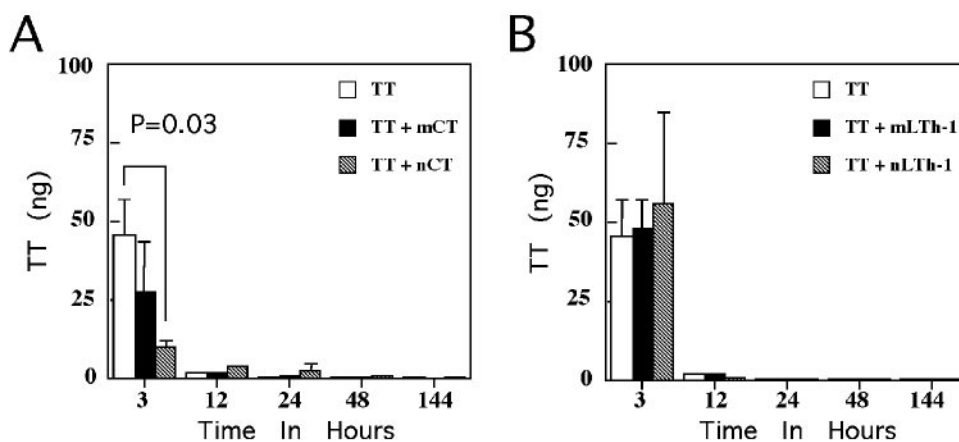 A
100
TT
TT + mCT
TT + nCT
P=0.03
75
50
25
0
TT (ng)
3 12 24 48 144
Time In Hours
B
100
TT
TT + mLTh-1
TT + nLTh-1
75
50
25
0
TT (ng)
3 12 24 48 144
Time In Hours